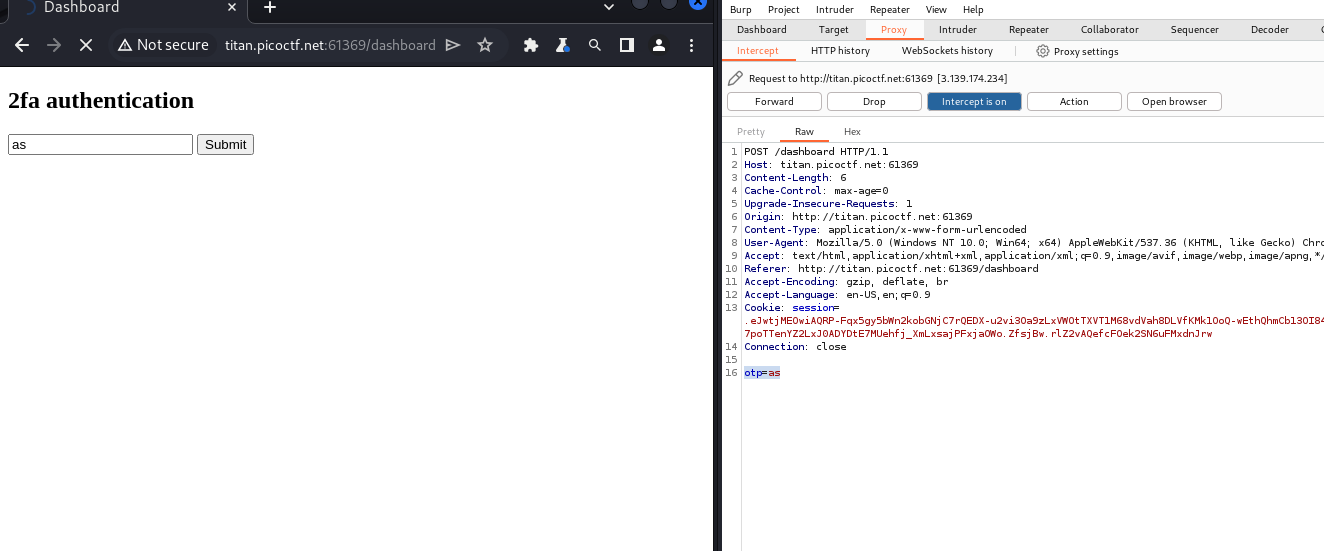 Dashboard
Not secure titan.picoctf.net:61369/dashboard
2fa authentication
as Submit
Burp Project Intruder Repeater View Help
Dashboard Target Proxy Intruder Repeater Collaborator Sequencer Decoder
Intercept HTTP history WebSockets history Proxy settings
Request to http://titan.picoctf.net:61369 [3.139.174.234]
Forward Drop Intercept is on Action Open browser
Pretty Raw Hex
1 POST /dashboard HTTP/1.1
2 Host: titan.picoctf.net:61369
3 Content-Length: 6
4 Cache-Control: max-age=0
5 Upgrade-Insecure-Requests: 1
6 Origin: http://titan.picoctf.net:61369
7 Content-Type: application/x-www-form-urlencoded
8 User-Agent: Mozilla/5.0 (Windows NT 10.0; Win64; x64) AppleWebKit/537.36 (KHTML, like Gecko) Chro
9 Accept: text/html,application/xhtml+xml,application/xml;q=0.9,image/avif,image/webp,image/apng,*/
10 Referer: http://titan.picoctf.net:61369/dashboard
11 Accept-Encoding: gzip, deflate, br
12 Accept-Language: en-US,en;q=0.9
13 Cookie: session=
14 Connection: close
15
16 otp=as